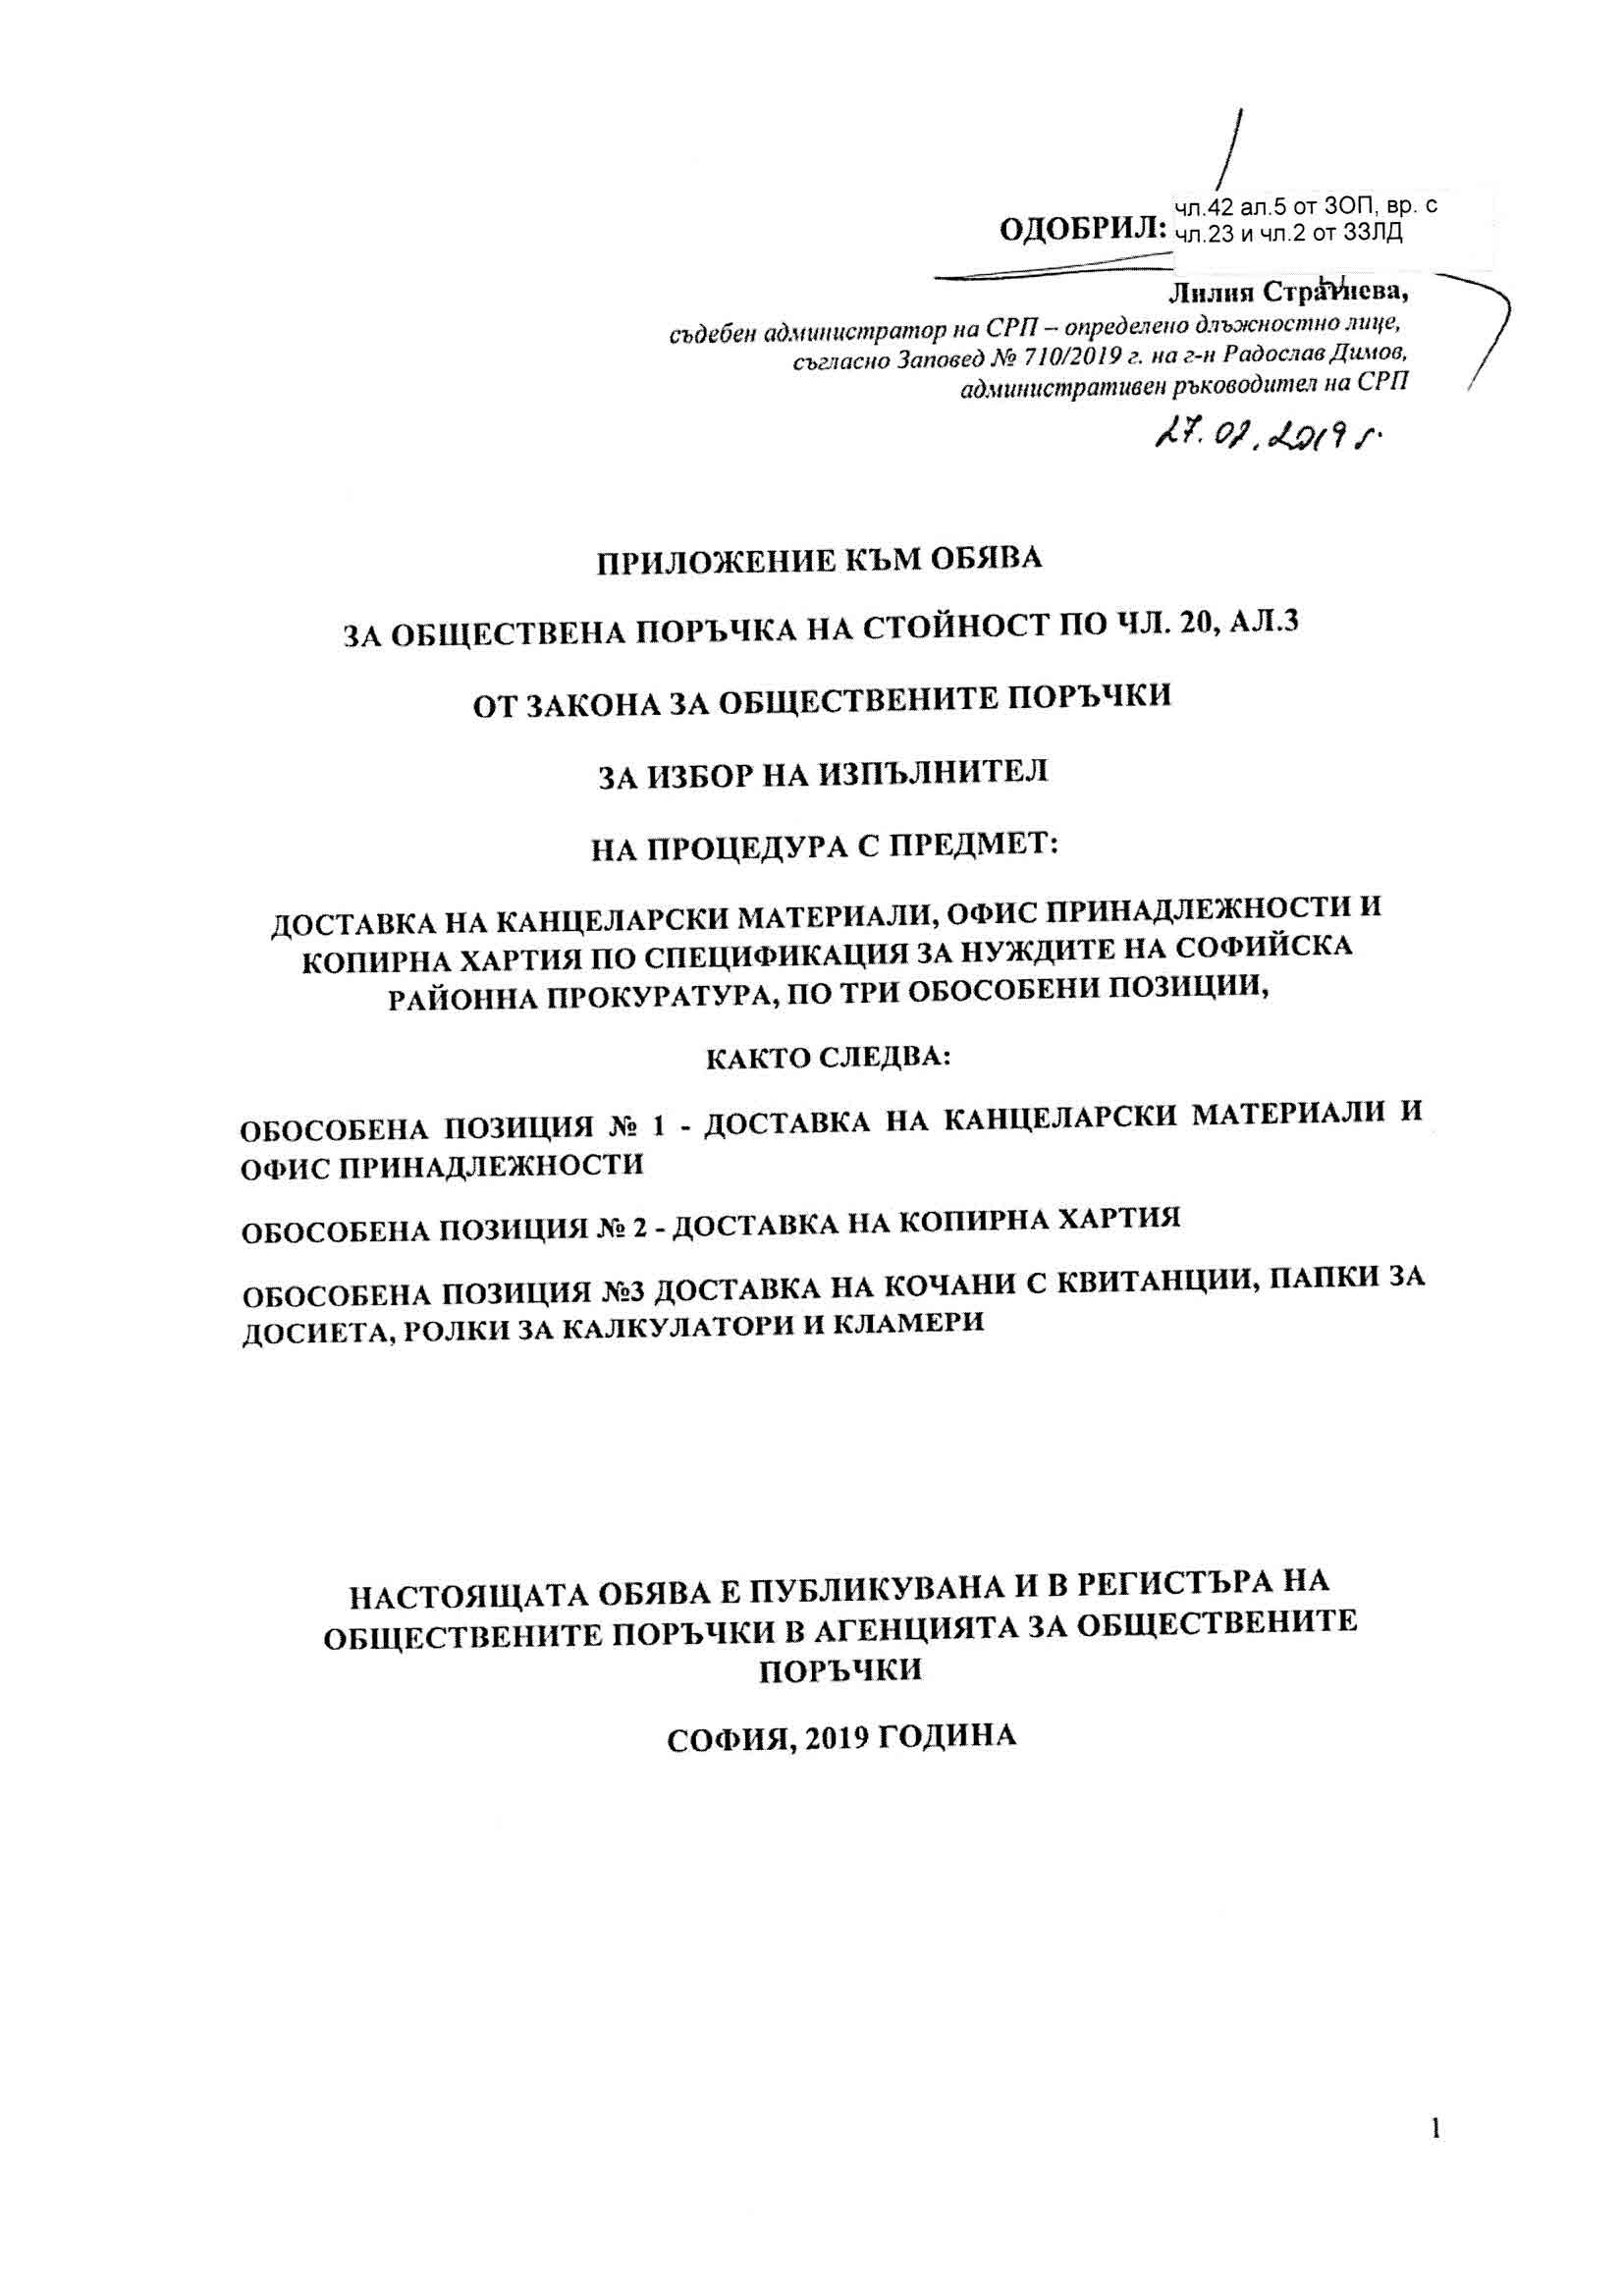 ОДОБРИЛ: чл.42 ал.5 от ЗОП, вр. с
чл.23 и чл.2 от ЗЗЛД
Лилия
съдебен администратор на СРП – определено длъжностно лице,
съгласно Заповед № 710/2019 г. на г-н Радослав Димов,
административен ръководител на СРП
ПРИЛОЖЕНИЕ КЪМ ОБЯВА
ЗА ОБЩЕСТВЕНА ПОРЪЧКА НА СТОЙНОСТ ПО ЧЛ. 20, АЛ.3
ОТ ЗАКОНА ЗА ОБЩЕСТВЕНИТЕ ПОРЪЧКИ
ЗА ИЗБОР НА ИЗПЪЛНИТЕЛ
НА ПРОЦЕДУРА С ПРЕДМЕТ:
ДОСТАВКА НА КАНЦЕЛАРСКИ МАТЕРИАЛИ, ОФИС ПРИНАДЛЕЖНОСТИ И
КОПИРНА ХАРТИЯ ПО СПЕЦИФИКАЦИЯ ЗА НУЖДИТЕ НА СОФИЙСКА
РАЙОННА ПРОКУРАТУРА, ПО ТРИ ОБОСОБЕНИ ПОЗИЦИИ,
КАКТО СЛЕДВА:
ОБОСОБЕНА ПОЗИЦИЯ № 1 - ДОСТАВКА НА КАНЦЕЛАРСКИ МАТЕРИАЛИ И
ОФИС ПРИНАДЛЕЖНОСТИ
ОБОСОБЕНА ПОЗИЦИЯ № 2 - ДОСТАВКА НА КОПИРНА ХАРТИЯ
ОБОСОБЕНА ПОЗИЦИЯ №3 ДОСТАВКА НА КОЧАНИ С КВИТАНЦИИ, ПАПКИ ЗА
ДОСИЕТА, РОЛКИ ЗА КАЛКУЛАТОРИ И КЛАМЕРИ
НАСТОЯЩАТА ОБЯВА Е ПУБЛИКУВАНА И В РЕГИСТЪРА НА
ОБЩЕСТВЕНИТЕ ПОРЪЧКИ В АГЕНЦИЯТА ЗА ОБЩЕСТВЕНИТЕ
ПОРЪЧКИ
СОФИЯ, 2019 ГОДИНА
1